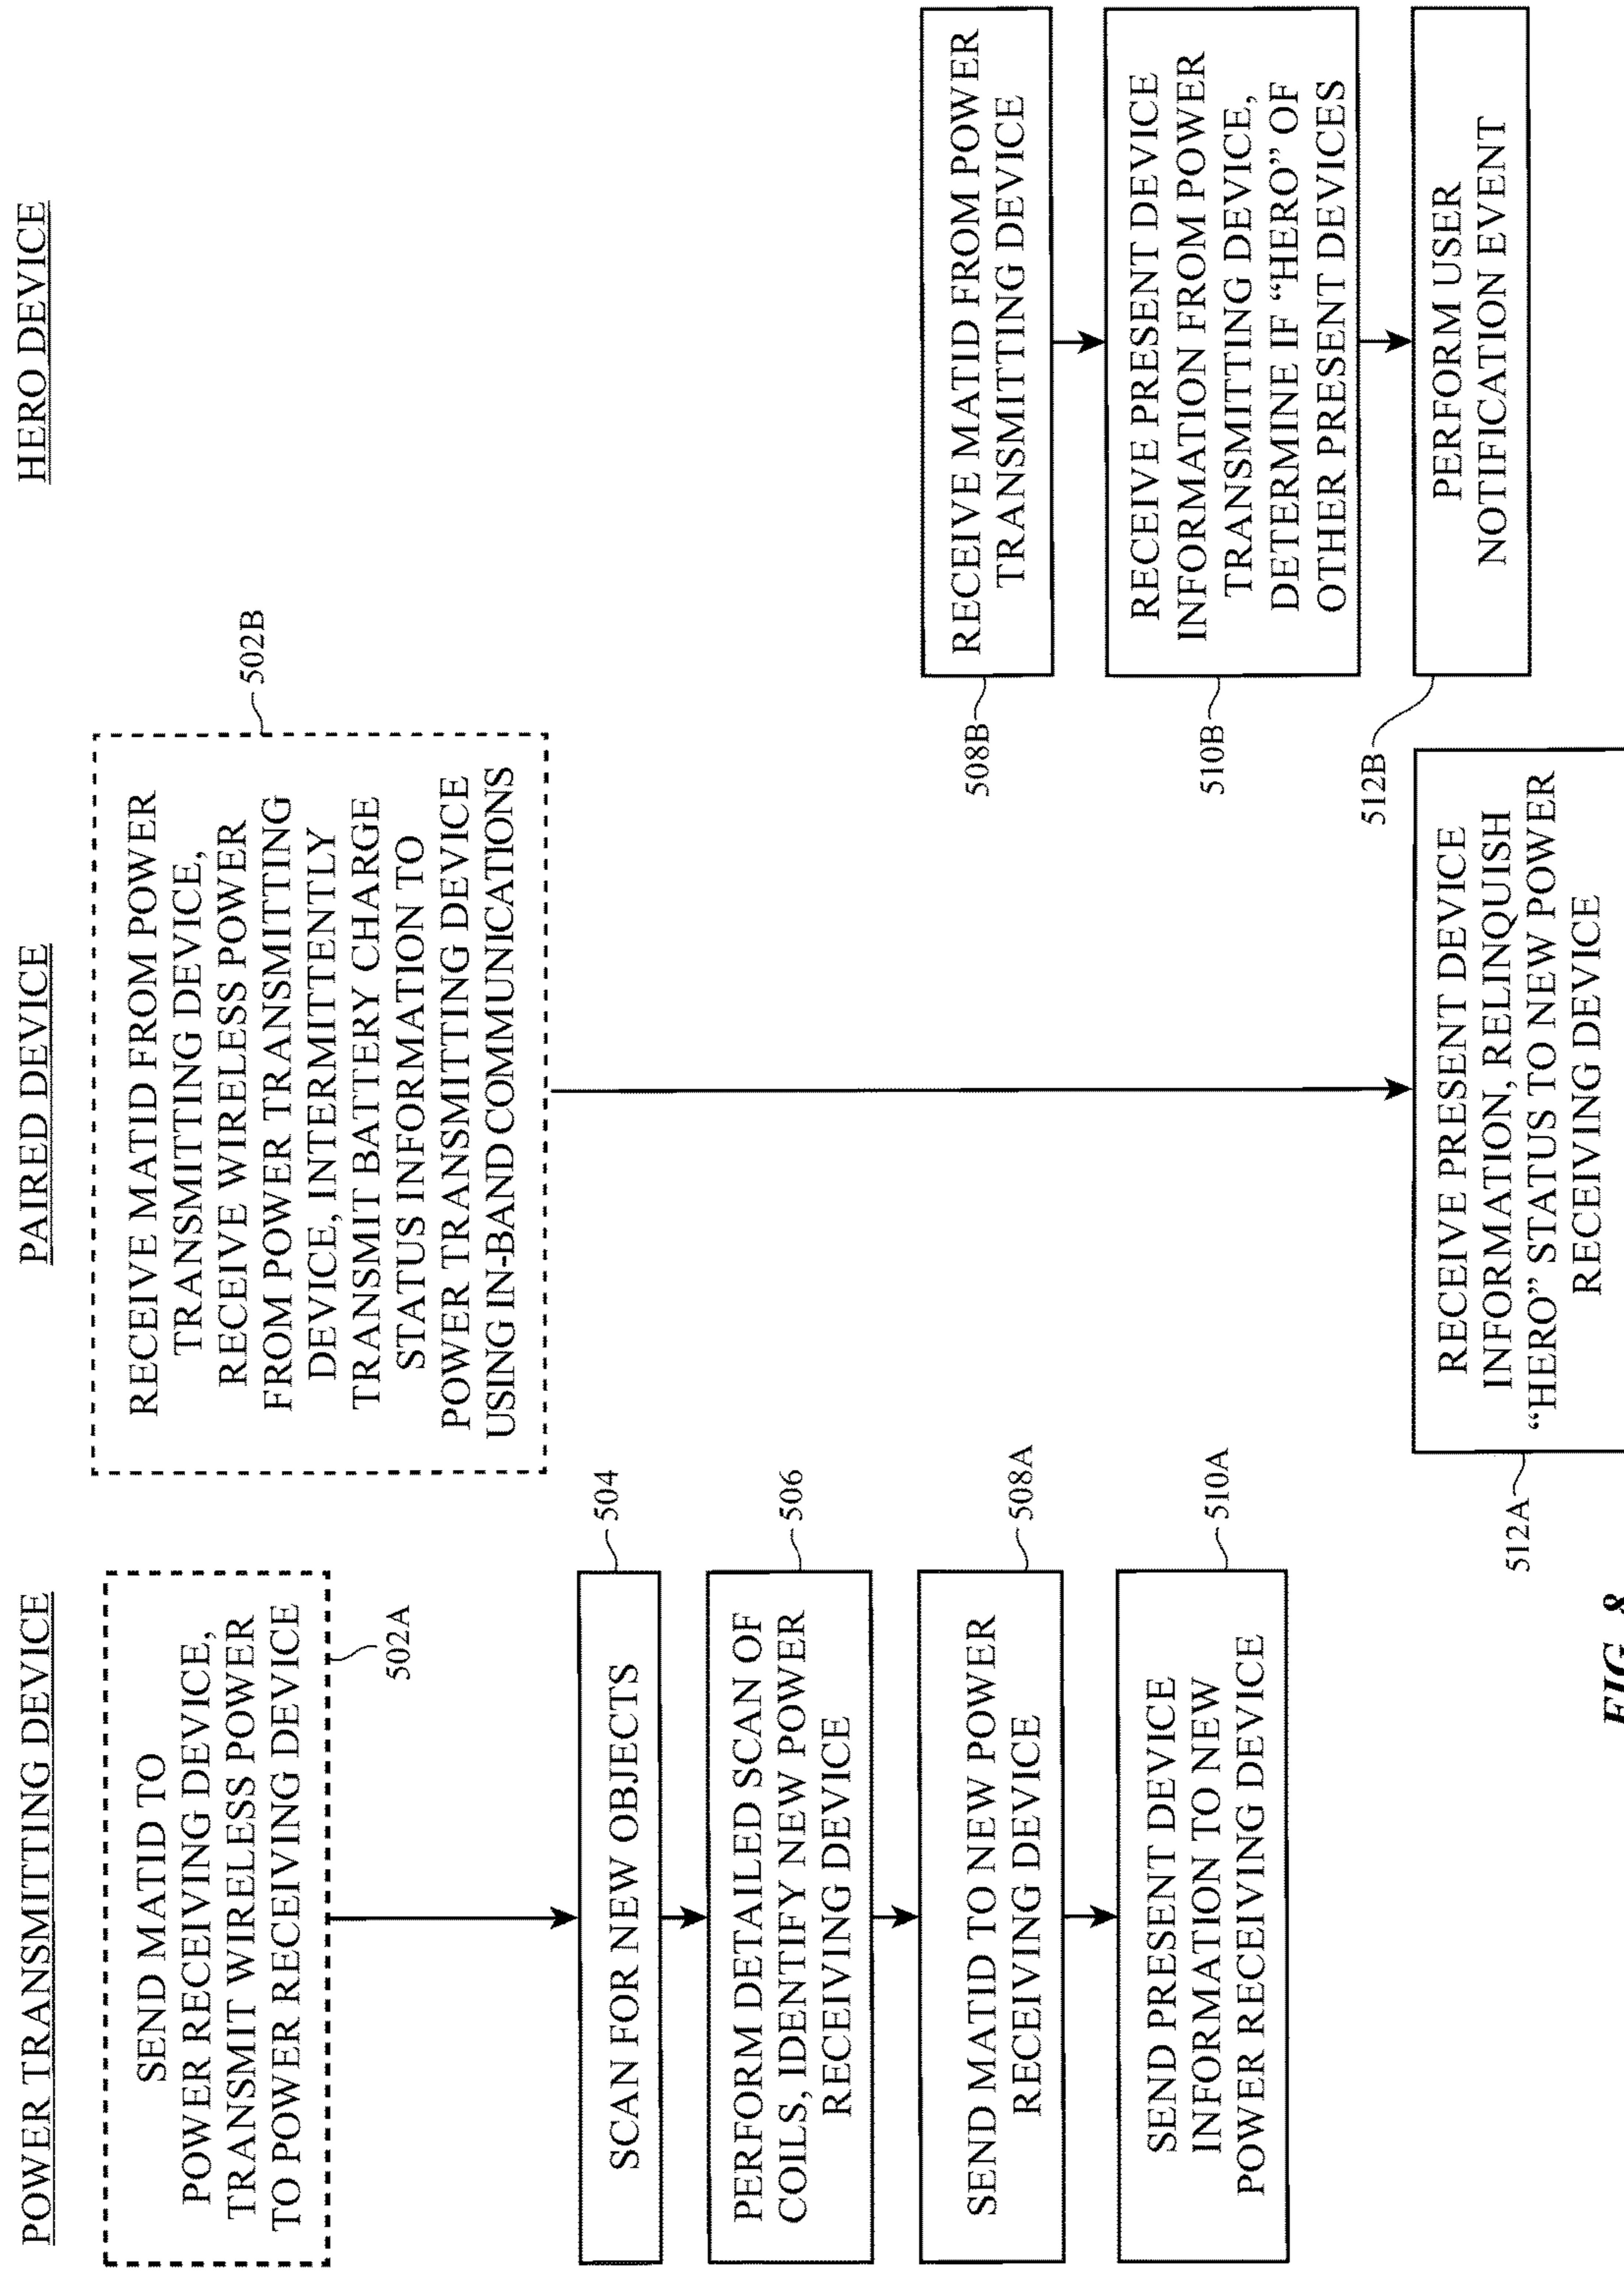 POWER TRANSMITTING DEVICE
SEND MATID TO
POWER RECEIVING DEVICE,
TRANSMIT WIRELESS POWER
TO POWER RECEIVING DEVICE
502A
SCAN FOR NEW OBJECTS
504
PERFORM DETAILED SCAN OF
COILS, IDENTIFY NEW POWER
RECEIVING DEVICE
506
SEND MATID TO NEW POWER
RECEIVING DEVICE
508A
SEND PRESENT DEVICE
INFORMATION TO NEW
POWER RECEIVING DEVICE
510A
PAIRED DEVICE
RECEIVE MATID FROM POWER
TRANSMITTING DEVICE,
RECEIVE WIRELESS POWER
FROM POWER TRANSMITTING
DEVICE, INTERMITTENTLY
TRANSMIT BATTERY CHARGE
STATUS INFORMATION TO
POWER TRANSMITTING DEVICE
USING IN-BAND COMMUNICATIONS
502B
RECEIVE PRESENT DEVICE
INFORMATION, RELINQUISH
“HERO” STATUS TO NEW POWER
RECEIVING DEVICE
512A
HERO DEVICE
RECEIVE MATID FROM POWER
TRANSMITTING DEVICE
508B
RECEIVE PRESENT DEVICE
INFORMATION FROM POWER
TRANSMITTING DEVICE,
DETERMINE IF “HERO” OF
OTHER PRESENT DEVICES
510B
PERFORM USER
NOTIFICATION EVENT
512B
FIG. 8